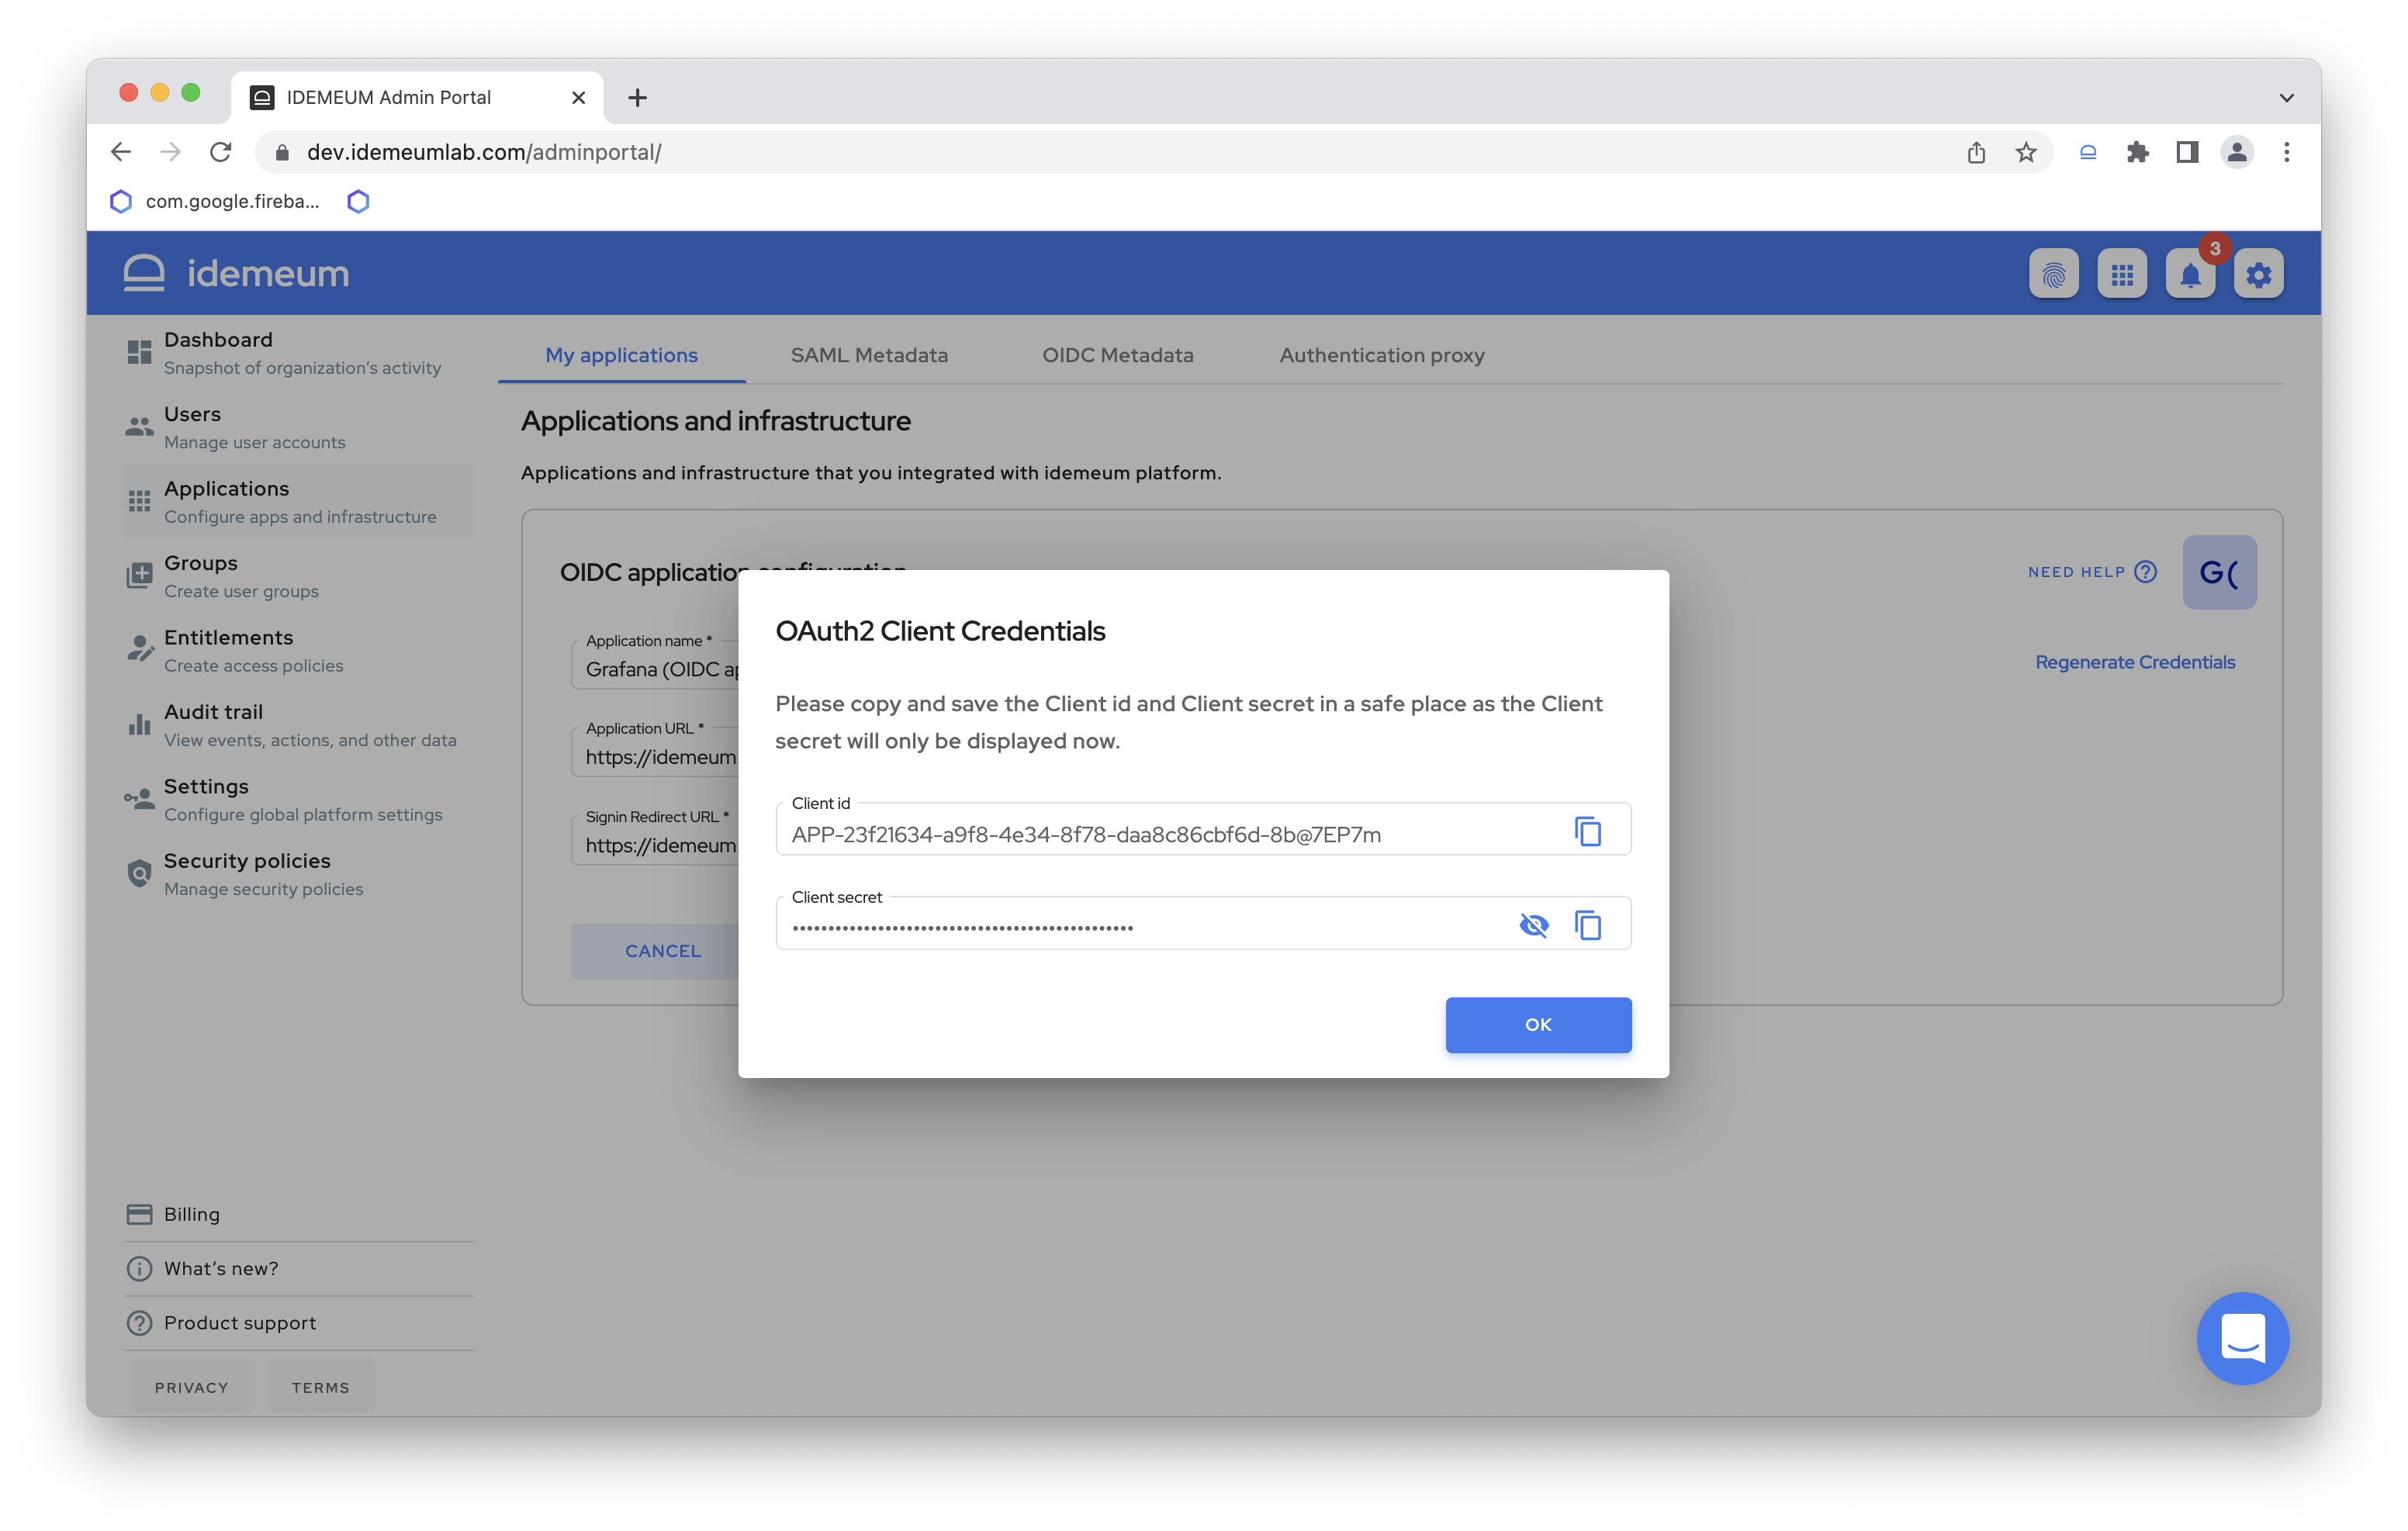 IDEMEUM Admin Portal
dev.idemeumlab.com/adminportal/
com.google.fireba...
idemeum
3
Dashboard
Snapshot of organization's activity
Users
Manage user accounts
Applications
Configure apps and infrastructure
Groups
Create user groups
Entitlements
Create access policies
Audit trail
View events, actions, and other data
Settings
Configure global platform settings
Security policies
Manage security policies
Billing
What's new?
Product support
PRIVACY TERMS
My applications SAML Metadata OIDC Metadata Authentication proxy
Applications and infrastructure
Applications and infrastructure that you integrated with idemeum platform.
OIDC application configuration
NEED HELP ?
G(
Regenerate Credentials
Application name *
Grafana (OIDC ap
Application URL *
https://idemeum
Signin Redirect URL *
https://idemeum
CANCEL
OAuth2 Client Credentials
Please copy and save the Client id and Client secret in a safe place as the Client
secret will only be displayed now.
Client id
APP-23f21634-a9f8-4e34-8f78-daa8c86cbf6d-8b@7EP7m
Client secret
OK